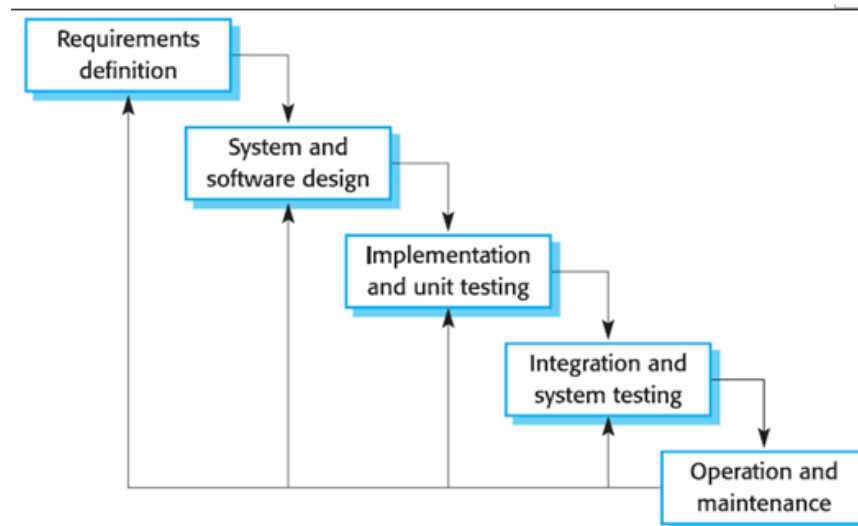 Requirements
definition
System and
software design
Implementation
and unit testing
Integration and
system testing
Operation and
maintenance